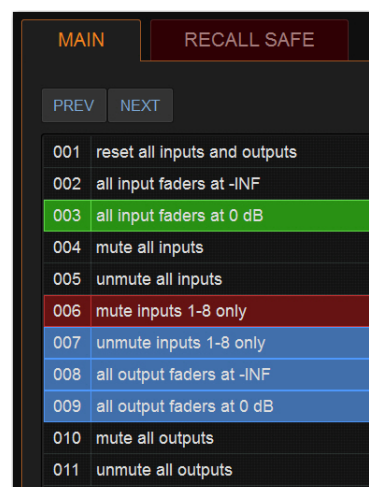 MAIN RECALL SAFE
PREV NEXT
001 reset all inputs and outputs
002 all input faders at -INF
003 all input faders at 0 dB
004 mute all inputs
005 unmute all inputs
006 mute inputs 1-8 only
007 unmute inputs 1-8 only
008 all output faders at -INF
009 all output faders at 0 dB
010 mute all outputs
011 unmute all outputs